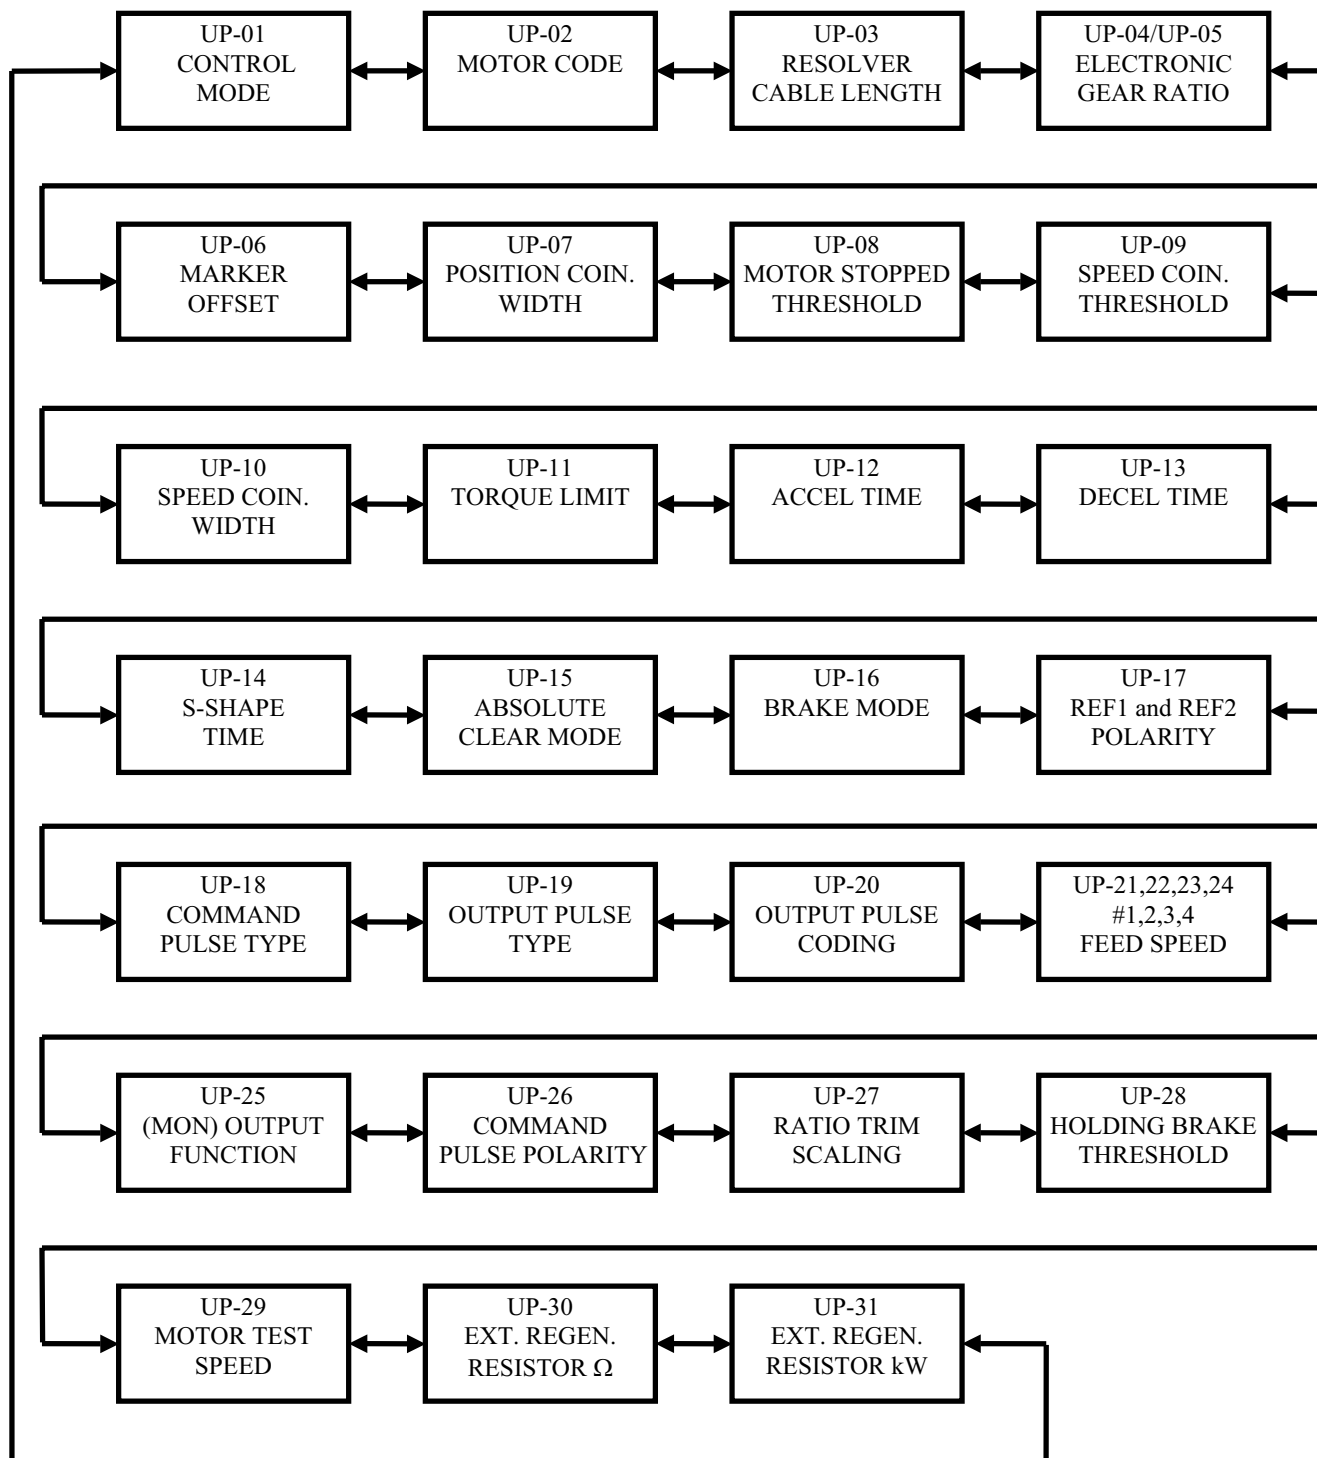 UP-01
CONTROL
MODE
UP-02
MOTOR CODE
UP-03
RESOLVER
CABLE LENGTH
UP-04/UP-05
ELECTRONIC
GEAR RATIO
UP-06
MARKER
OFFSET
UP-07
POSITION COIN.
WIDTH
UP-08
MOTOR STOPPED
THRESHOLD
UP-09
SPEED COIN.
THRESHOLD
UP-10
SPEED COIN.
WIDTH
UP-11
TORQUE LIMIT
UP-12
ACCEL TIME
UP-13
DECEL TIME
UP-14
S-SHAPE
TIME
UP-15
ABSOLUTE
CLEAR MODE
UP-16
BRAKE MODE
UP-17
REF1 and REF2
POLARITY
UP-18
COMMAND
PULSE TYPE
UP-19
OUTPUT PULSE
TYPE
UP-20
OUTPUT PULSE
CODING
UP-21,22,23,24
#1,2,3,4
FEED SPEED
UP-25
(MON) OUTPUT
FUNCTION
UP-26
COMMAND
PULSE POLARITY
UP-27
RATIO TRIM
SCALING
UP-28
HOLDING BRAKE
THRESHOLD
UP-29
MOTOR TEST
SPEED
UP-30
EXT. REGEN.
RESISTOR Ω
UP-31
EXT. REGEN.
RESISTOR kW